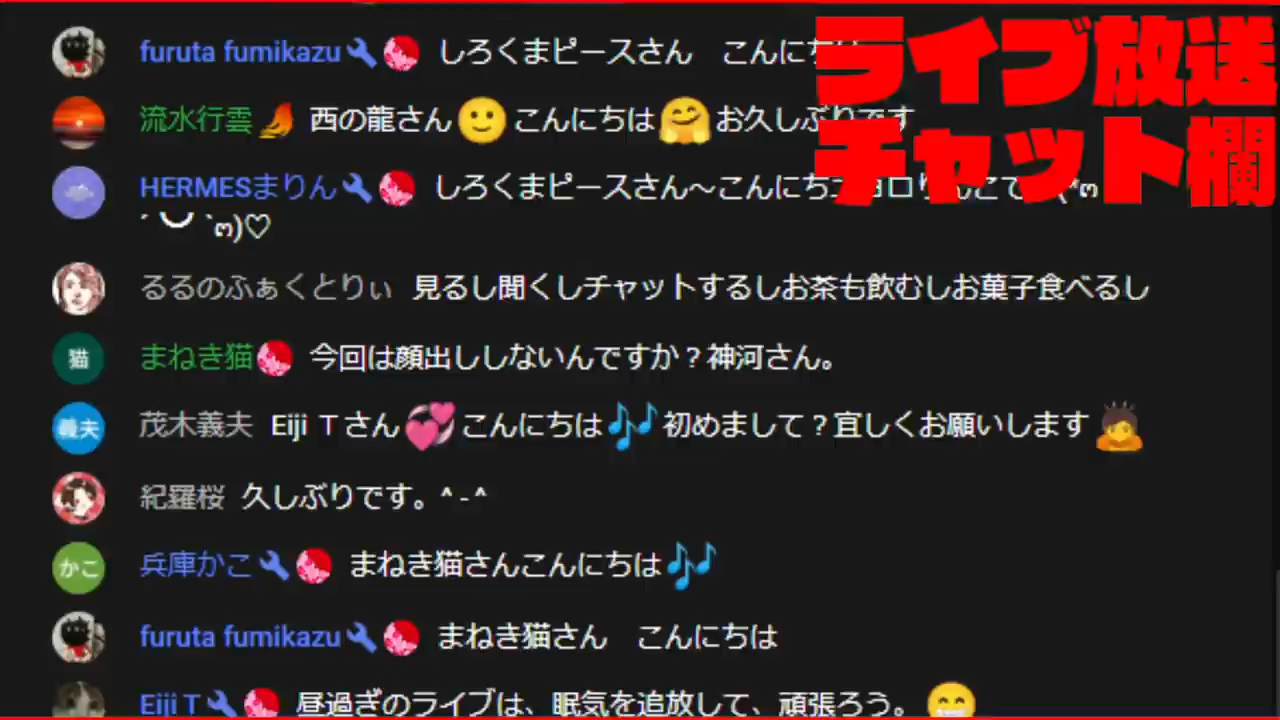 furuta fumikazu しろくまピースさん　こんにちは
ライブ放送
流水行雲 西の龍さん🙂こんにちは🤗お久しぶりです
チャット欄
HERMESまりん しろくまピースさん～こんにち
´ ᴗ `ო)♡
るるのふぁくとりぃ 見るし聞くしチャットするしお茶も飲むしお菓子食べるし
猫 まねき猫 今回は顔出ししないんですか？神河さん。
義夫 茂木義夫 Eiji Ｔさん💞こんにちは🎶初めまして？宜しくお願いします🙇
紀羅桜 久しぶりです。^ - ^
かこ 兵庫かこ まねき猫さんこんにちは🎶
furuta fumikazu まねき猫さん　こんにちは
Eiji T 昼過ぎのライブは、眠気を追放して、頑張ろう。😁